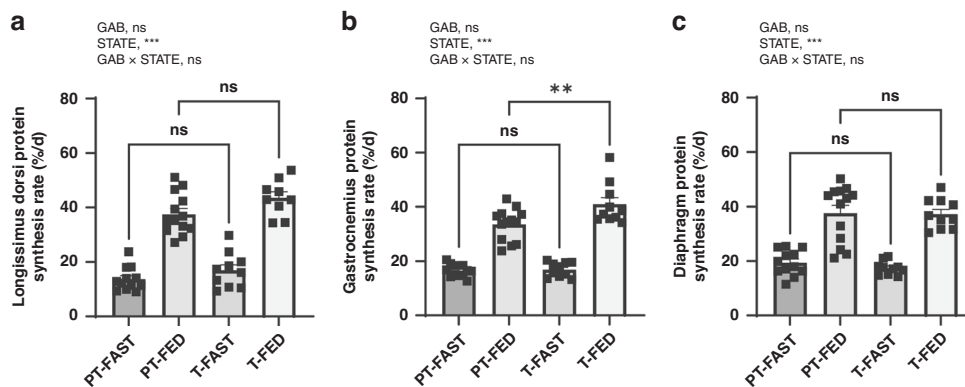 a
GAB, ns
STATE, ***
GAB × STATE, ns
ns
ns
Longissimus dorsi protein
synthesis rate (%/d)
80
60
40
20
0
PT-FAST
PT-FED
T-FAST
T-FED
b
GAB, ns
STATE, ***
GAB × STATE, ns
**
ns
Gastrocnemius protein
synthesis rate (%/d)
80
60
40
20
0
PT-FAST
PT-FED
T-FAST
T-FED
c
GAB, ns
STATE, ***
GAB × STATE, ns
ns
ns
Diaphragm protein
synthesis rate (%/d)
80
60
40
20
0
PT-FAST
PT-FED
T-FAST
T-FED